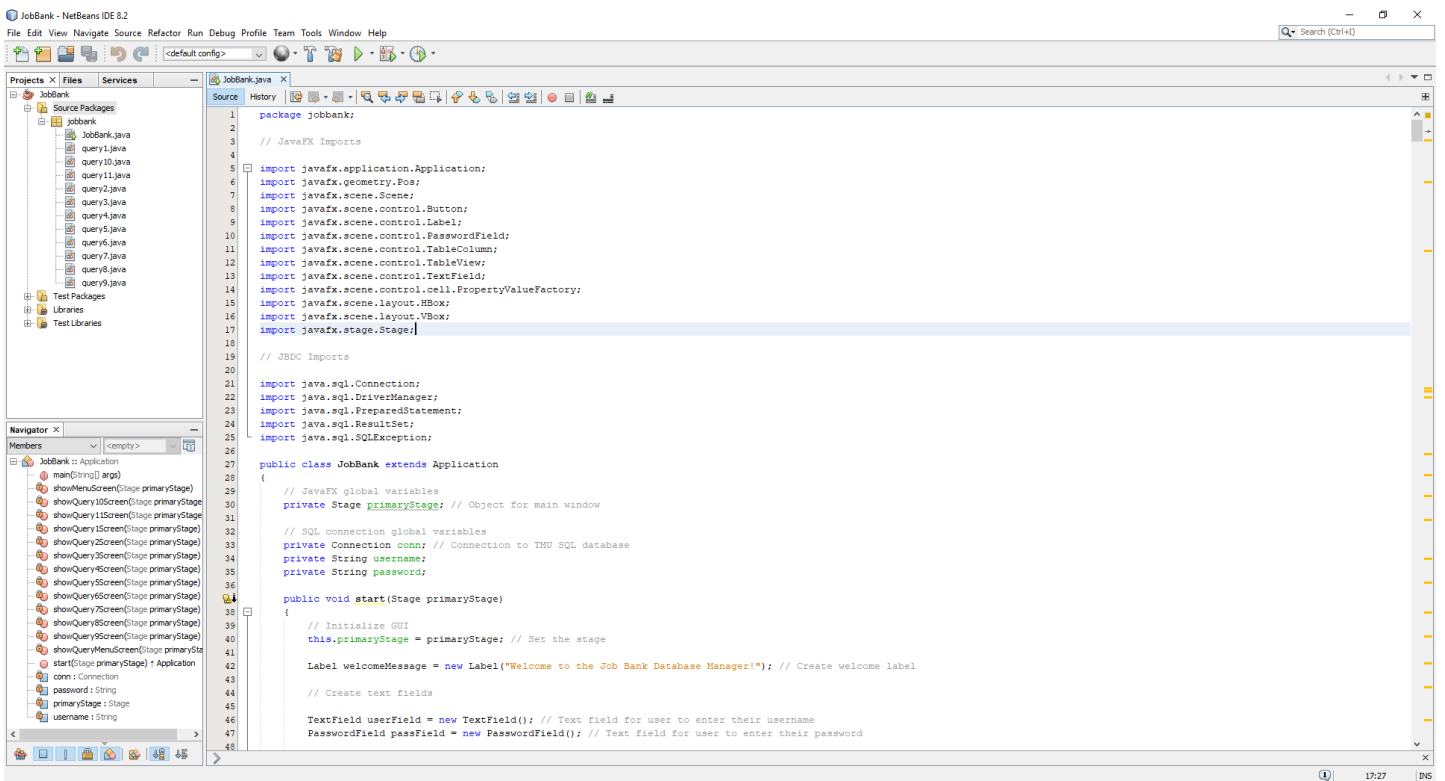 JobBank - NetBeans IDE 8.2
File Edit View Navigate Source Refactor Run Debug Profile Team Tools Window Help
Search (Ctrl+I)
<default config>
Projects Files Services
JobBank
Source Packages
jobbank
JobBank.java
query1.java
query10.java
query11.java
query2.java
query3.java
query4.java
query5.java
query6.java
query7.java
query8.java
query9.java
Test Packages
Libraries
Test Libraries
Navigator
Members <empty>
JobBank :: Application
main(String[] args)
showMenuScreen(Stage primaryStage)
showQuery10Screen(Stage primaryStage
showQuery11Screen(Stage primaryStage
showQuery1Screen(Stage primaryStage)
showQuery2Screen(Stage primaryStage)
showQuery3Screen(Stage primaryStage)
showQuery4Screen(Stage primaryStage)
showQuery5Screen(Stage primaryStage)
showQuery6Screen(Stage primaryStage)
showQuery7Screen(Stage primaryStage)
showQuery8Screen(Stage primaryStage)
showQuery9Screen(Stage primaryStage)
showQueryMenuScreen(Stage primarySta
start(Stage primaryStage) ↑ Application
conn : Connection
password : String
primaryStage : Stage
username : String
JobBank.java
Source History
1 package jobbank;
2
3 // JavaFX Imports
4
5 import javafx.application.Application;
6 import javafx.geometry.Pos;
7 import javafx.scene.Scene;
8 import javafx.scene.control.Button;
9 import javafx.scene.control.Label;
10 import javafx.scene.control.PasswordField;
11 import javafx.scene.control.TableColumn;
12 import javafx.scene.control.TableView;
13 import javafx.scene.control.TextField;
14 import javafx.scene.control.cell.PropertyValueFactory;
15 import javafx.scene.layout.HBox;
16 import javafx.scene.layout.VBox;
17 import javafx.stage.Stage;
18
19 // JBDC Imports
20
21 import java.sql.Connection;
22 import java.sql.DriverManager;
23 import java.sql.PreparedStatement;
24 import java.sql.ResultSet;
25 import java.sql.SQLException;
26
27 public class JobBank extends Application
28 {
29 // JavaFX global variables
30 private Stage primaryStage; // Object for main window
31
32 // SQL connection global variables
33 private Connection conn; // Connection to TMU SQL database
34 private String username;
35 private String password;
36
public void start(Stage primaryStage)
38 {
39 // Initialize GUI
40 this.primaryStage = primaryStage; // Set the stage
41
42 Label welcomeMessage = new Label("Welcome to the Job Bank Database Manager!"); // Create welcome label
43
44 // Create text fields
45
46 TextField userField = new TextField(); // Text field for user to enter their username
47 PasswordField passField = new PasswordField(); // Text field for user to enter their password
48
17:27 INS